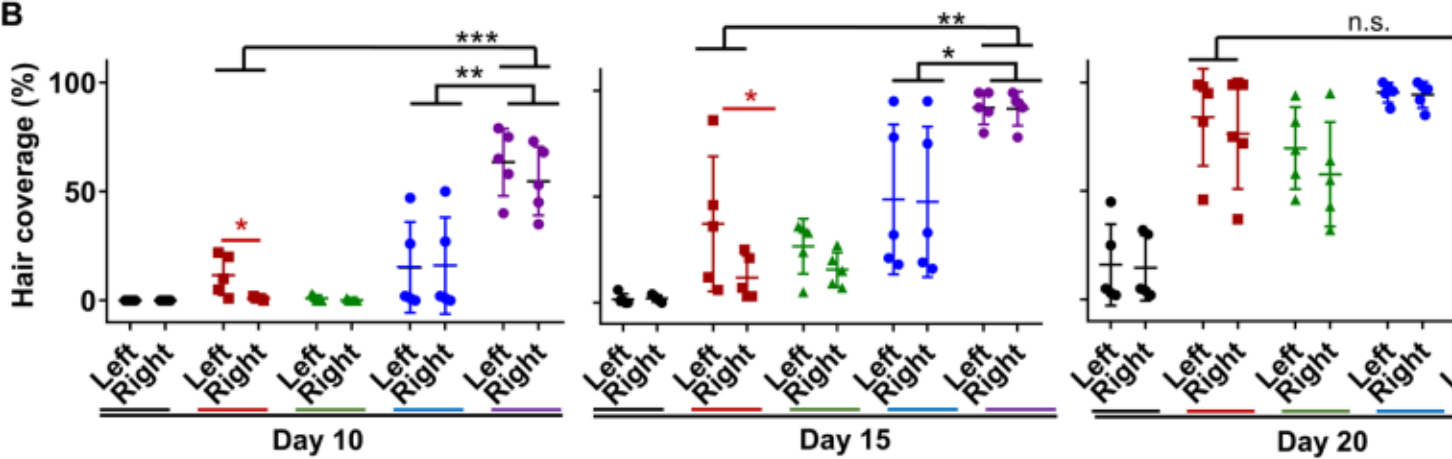 B
Hair coverage (%)
100
50
0
***
**
*
Left Right Left Right Left Right Left Right Left Right
Day 10
**
*
*
Left Right Left Right Left Right Left Right Left Right
Day 15
n.s.
Left Right Left Right Left Right Left Right
Day 20